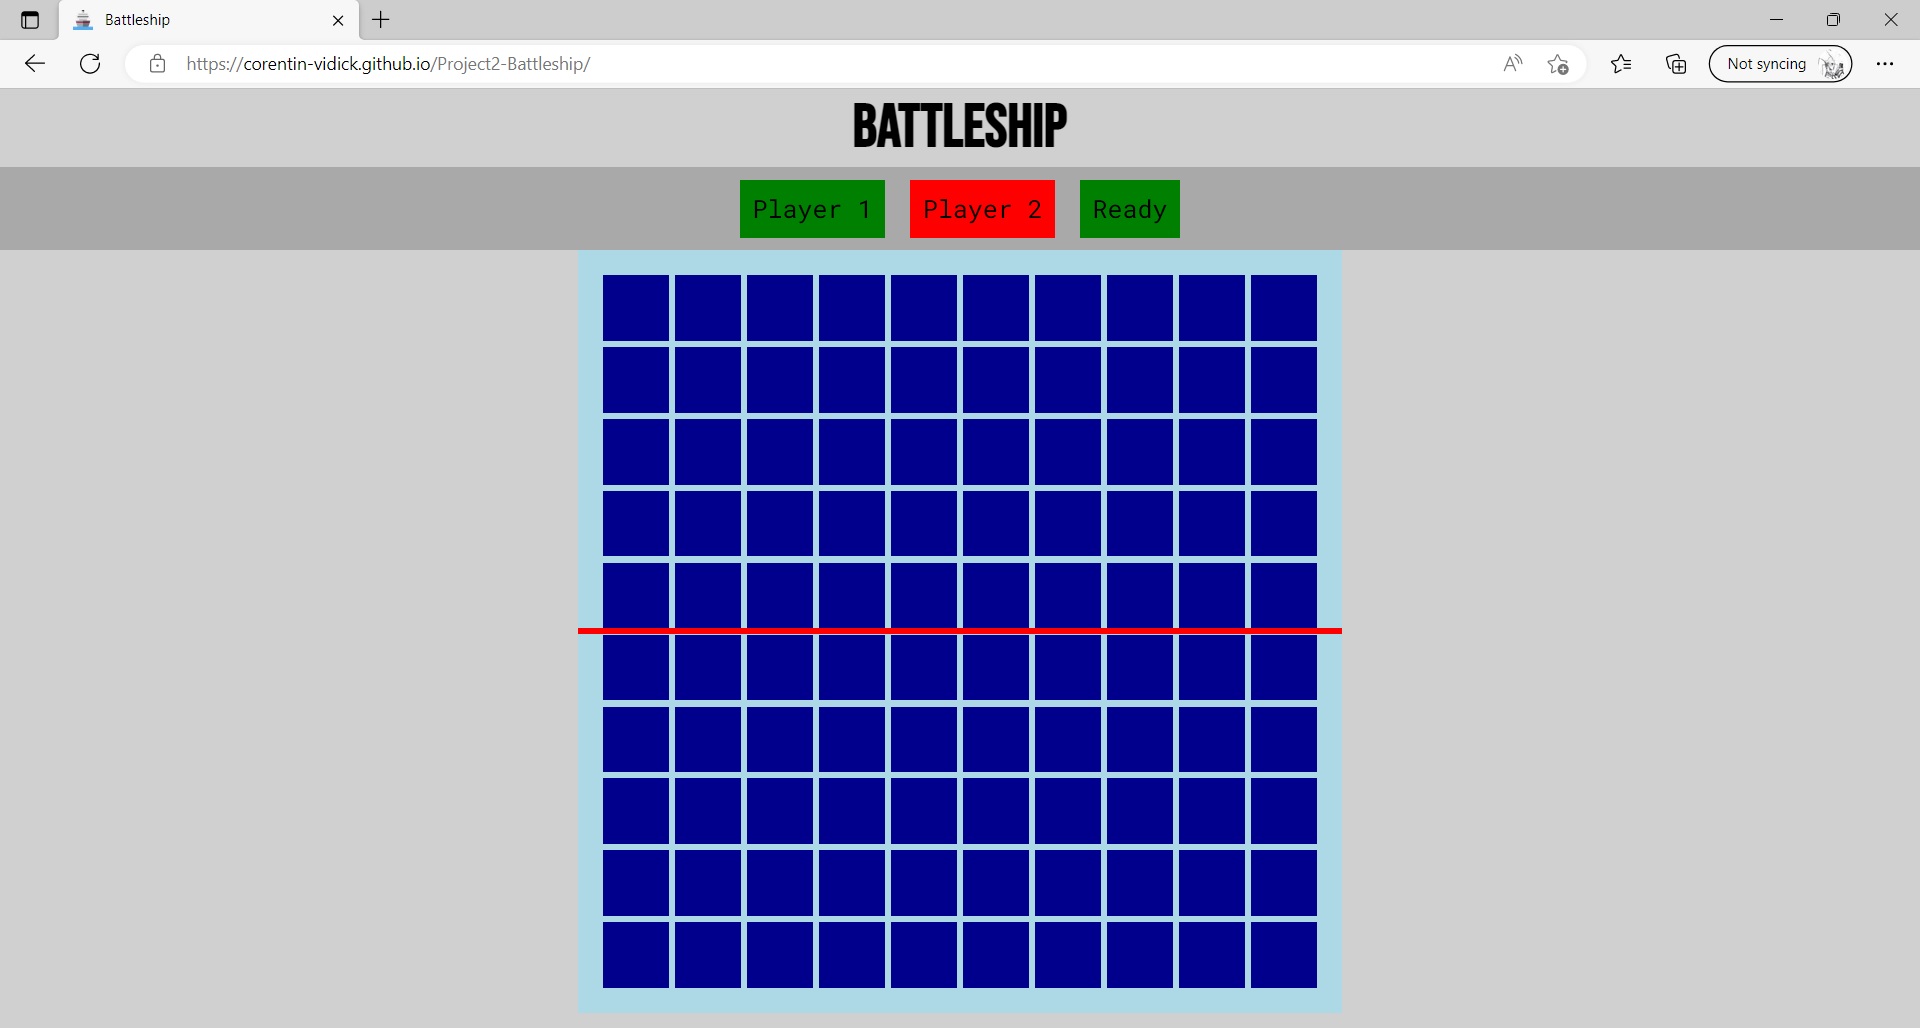 Battleship
https://corentin-vidick.github.io/Project2-Battleship/
Not syncing
BATTLESHIP
Player 1 Player 2 Ready